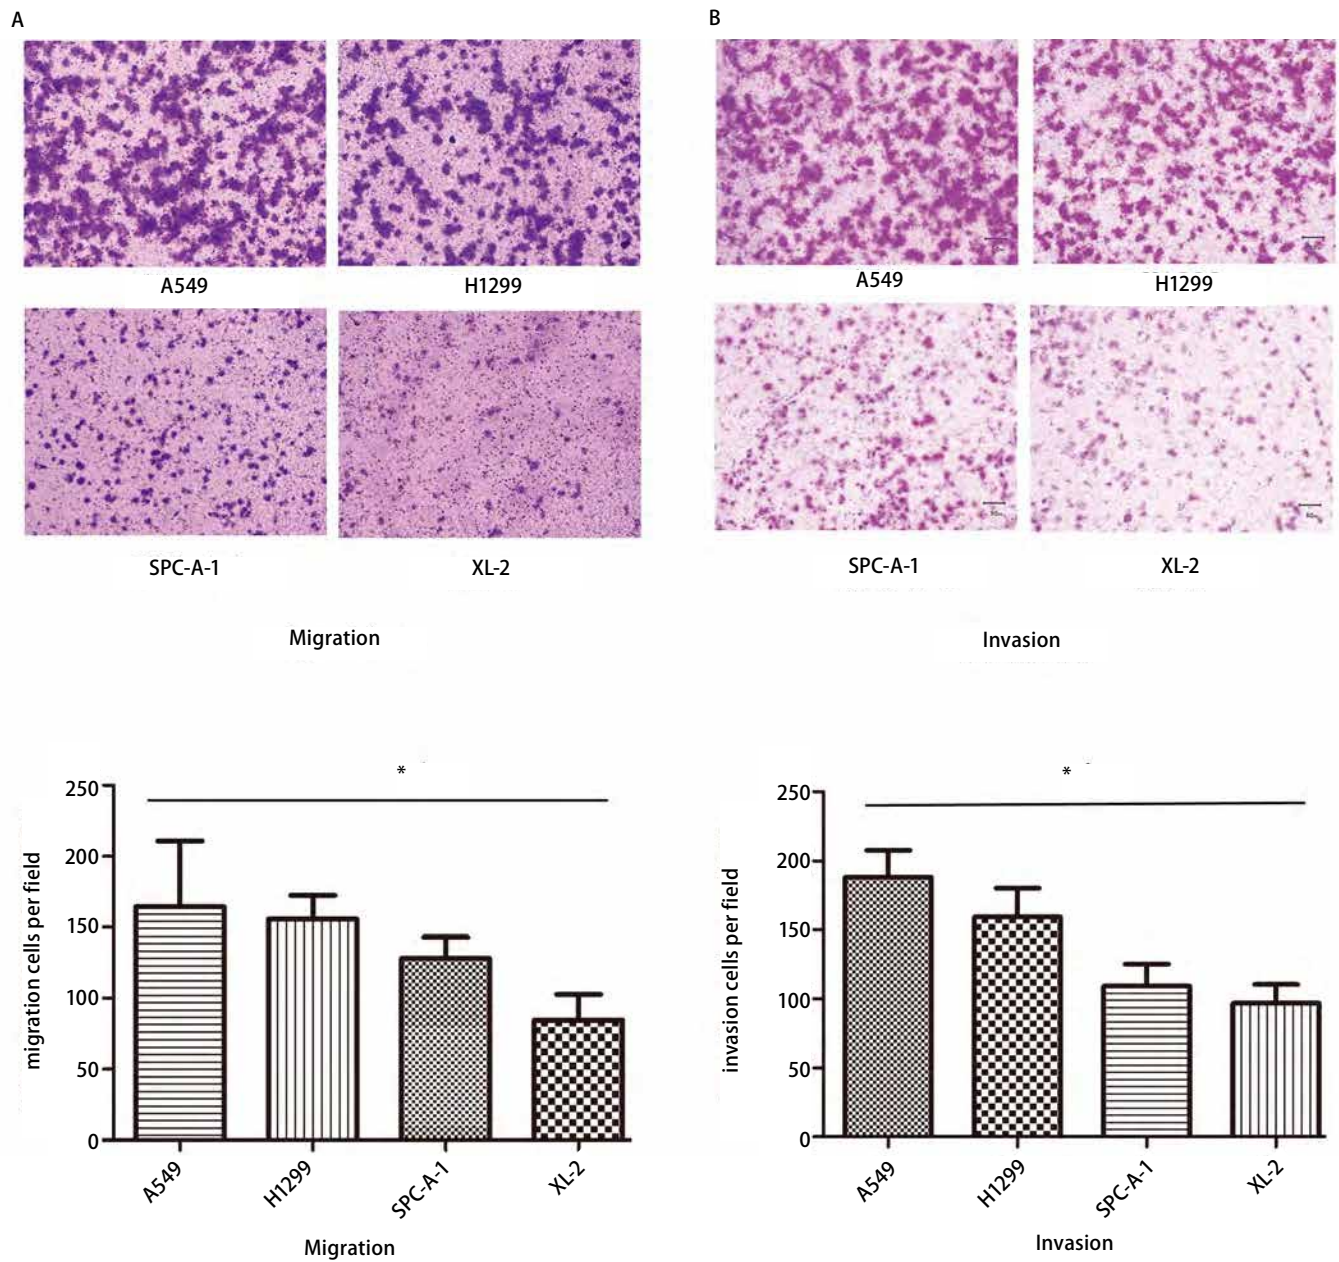 A
B
A549
H1299
A549
H1299
SPC-A-1
XL-2
SPC-A-1
XL-2
Migration
Invasion
*
250
200
150
100
50
0
migration cells per field
A549
H1299
SPC-A-1
XL-2
Migration
*
250
200
150
100
50
0
invasion cells per field
A549
H1299
SPC-A-1
XL-2
Invasion